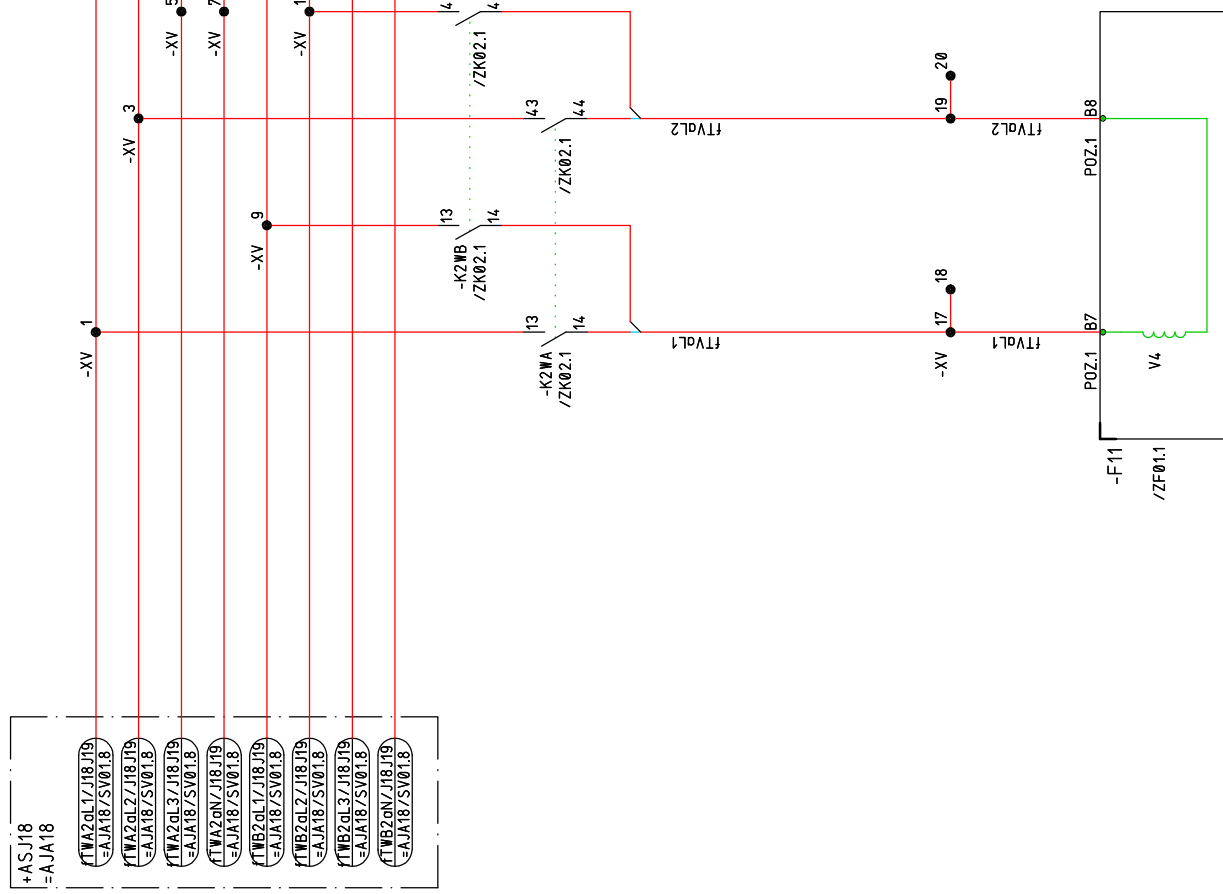 5
-XV
7
-XV
1
-XV
4
4
/ZK02.1
20
3
-XV
43
44
/ZK02.1
fTVaL2
19
fTVaL2
B8
POZ.1
9
-XV
13
14
-K2WB
/ZK02.1
18
1
-XV
13
14
-K2WA
/ZK02.1
fTVaL1
17
-XV
fTVaL1
B7
POZ.1
V4
-F11
/ZF01.1
+ASJ18
=AJA18
fTWA2aL1/J18J19
=AJA18/SV01.8
fTWA2aL2/J18J19
=AJA18/SV01.8
fTWA2aL3/J18J19
=AJA18/SV01.8
fTWA2aN/J18J19
=AJA18/SV01.8
fTWB2aL1/J18J19
=AJA18/SV01.8
fTWB2aL2/J18J19
=AJA18/SV01.8
fTWB2aL3/J18J19
=AJA18/SV01.8
fTWB2aN/J18J19
=AJA18/SV01.8